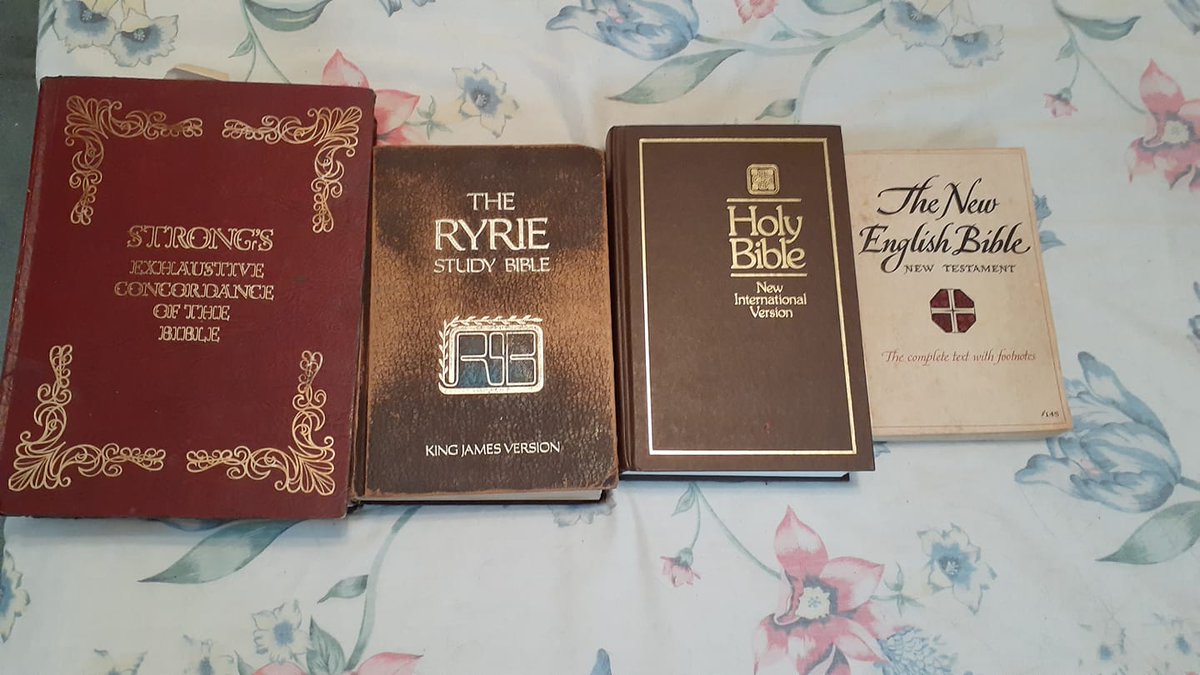 STRONG'S
EXHAUSTIVE
CONCORDANCE
OF THE
BIBLE
THE
RYRIE
STUDY BIBLE
RSB
KING JAMES VERSION
Holy
Bible
New
International
Version
The New
English Bible
NEW TESTAMENT
The complete text with footnotes